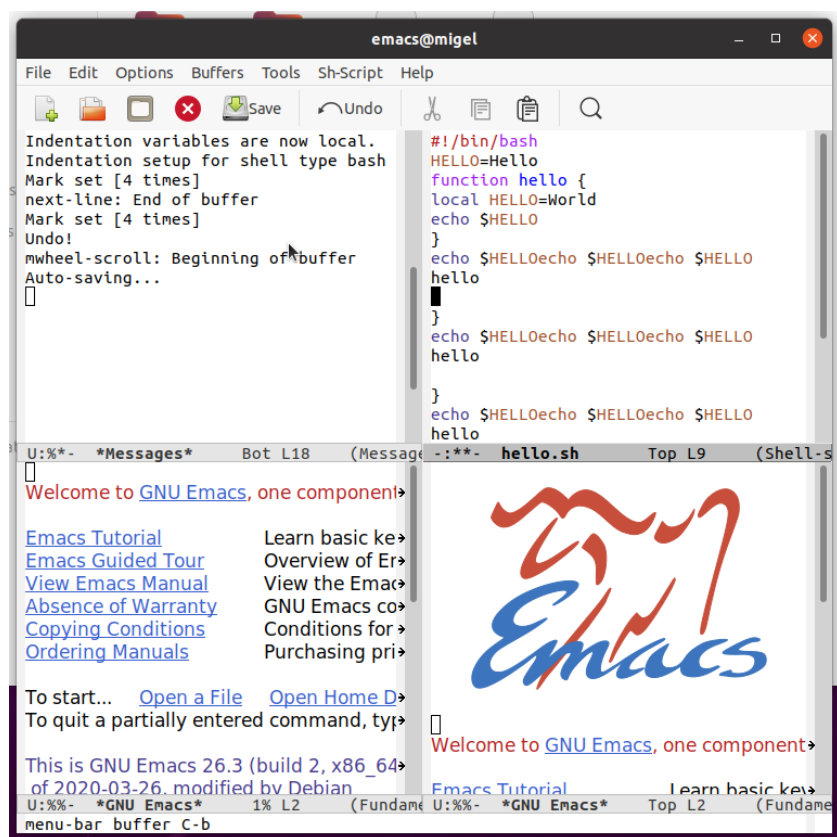 emacs@migel
File Edit Options Buffers Tools Sh-Script Help
Save Undo
Indentation variables are now local.
Indentation setup for shell type bash
Mark set [4 times]
next-line: End of buffer
Mark set [4 times]
Undo!
mwheel-scroll: Beginning of buffer
Auto-saving...
U:%*- *Messages* Bot L18 (Message
#!/bin/bash
HELLO=Hello
function hello {
local HELLO=World
echo $HELLO
}
echo $HELLOecho $HELLOecho $HELLO
hello
}
echo $HELLOecho $HELLOecho $HELLO
hello
}
echo $HELLOecho $HELLOecho $HELLO
hello
-:**- hello.sh Top L9 (Shell-s
Welcome to GNU Emacs, one component
Emacs Tutorial Learn basic ke
Emacs Guided Tour Overview of Em
View Emacs Manual View the Emac
Absence of Warranty GNU Emacs co
Copying Conditions Conditions for
Ordering Manuals Purchasing pri
To start... Open a File Open Home D
To quit a partially entered command, typ
This is GNU Emacs 26.3 (build 2, x86_64
of 2020-03-26, modified by Debian
U:%%- *GNU Emacs* 1% L2 (Fundame
Emacs
Welcome to GNU Emacs, one component
Emacs Tutorial Learn basic key
U:%%- *GNU Emacs* Top L2 (Fundame
menu-bar buffer C-b